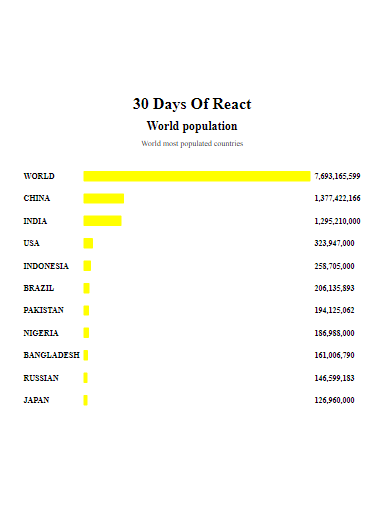 30 Days Of React
World population
World most populated countries
WORLD 7,693,165,599
CHINA 1,377,422,166
INDIA 1,295,210,000
USA 323,947,000
INDONESIA 258,705,000
BRAZIL 206,135,893
PAKISTAN 194,125,062
NIGERIA 186,988,000
BANGLADESH 161,006,790
RUSSIAN 146,599,183
JAPAN 126,960,000